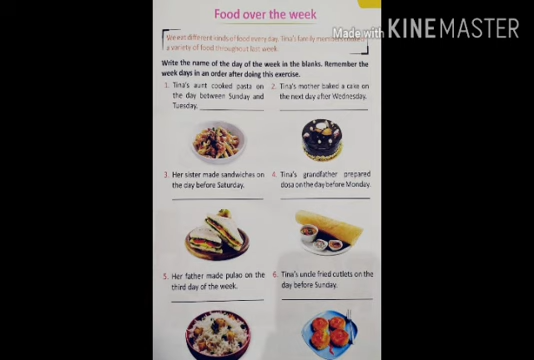 Food over the week
Made with KINEMASTER
We eat different kinds of food every day. Tina's family
a variety of food throughout last week.
Write the name of the day of the week in the blanks. Remember the
week days in an order after doing this exercise.
1. Tina's aunt cooked pasta on
the day between Sunday and
Tuesday.
2. Tina's mother baked a cake on
the next day after Wednesday.
3. Her sister made sandwiches on
the day before Saturday.
4. Tina's grandfather prepared
dosa on the day before Monday.
5. Her father made pulao on the
third day of the week.
6. Tina's uncle fried cutlets on the
day before Sunday.